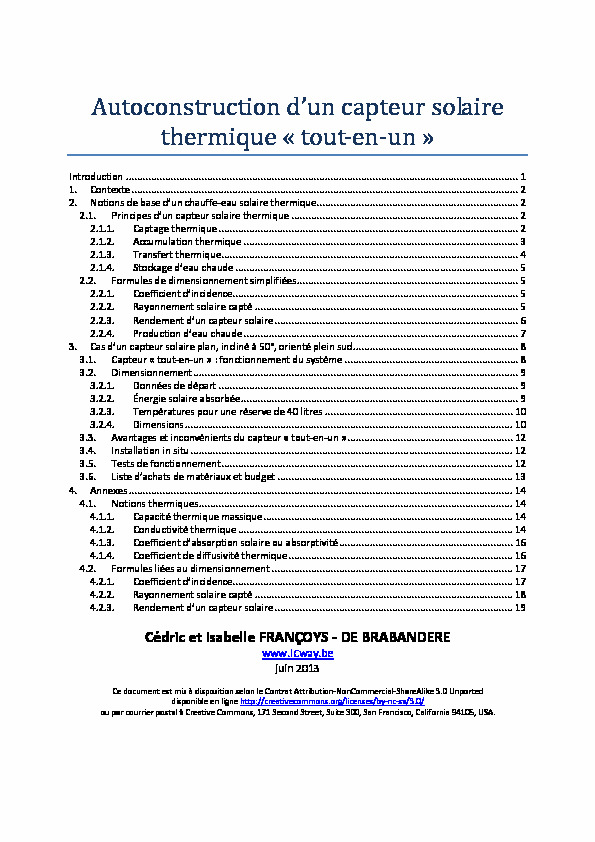 Autoconstruction d'un capteur solaire
thermique « tout-en-un »
Introduction ........ 1
1. Contexte ........ 2
2. Notions de base d'un chauffe-eau solaire thermique ........ 2
2.1. Principes d'un capteur solaire thermique ........ 2
2.1.1. Captage thermique ........ 2
2.1.2. Accumulation thermique ........ 3
2.1.3. Transfert thermique ........ 4
2.1.4. Stockage d'eau chaude ........ 5
2.2. Formules de dimensionnement simplifiées ........ 5
2.2.1. Coefficient d'incidence ........ 5
2.2.2. Rayonnement solaire capté ........ 5
2.2.3. Rendement d'un capteur solaire ........ 6
2.2.4. Production d'eau chaude ........ 7
3. Cas d'un capteur solaire plan, incliné à 50°, orienté plein sud ........ 8
3.1. Capteur « tout-en-un » : fonctionnement du système ........ 8
3.2. Dimensionnement ........ 9
3.2.1. Données de départ ........ 9
3.2.2. Énergie solaire absorbée ........ 9
3.2.3. Températures pour une réserve de 40 litres ........ 10
3.2.4. Dimensions ........ 10
3.3. Avantages et inconvénients du capteur « tout-en-un » ........ 12
3.4. Installation in situ ........ 12
3.5. Tests de fonctionnement ........ 12
3.6. Liste d'achats de matériaux et budget ........ 13
4. Annexes ........ 14
4.1. Notions thermiques ........ 14
4.1.1. Capacité thermique massique ........ 14
4.1.2. Conductivité thermique ........ 14
4.1.3. Coefficient d'absorption solaire ou absorptivité ........ 16
4.1.4. Coefficient de diffusivité thermique ........ 16
4.2. Formules liées au dimensionnement ........ 17
4.2.1. Coefficient d'incidence ........ 17
4.2.2. Rayonnement solaire capté ........ 18
4.2.3. Rendement d'un capteur solaire ........ 19
Cédric et Isabelle FRANÇOYS - DE BRABANDERE
www.icway.be
Juin 2013
Ce document est mis à disposition selon le Contrat Attribution-NonCommercial-ShareAlike 3.0 Unported
disponible en ligne http://creativecommons.org/licenses/by-nc-sa/3.0/
ou par courrier postal à Creative Commons, 171 Second Street, Suite 300, San Francisco, California 94105, USA.